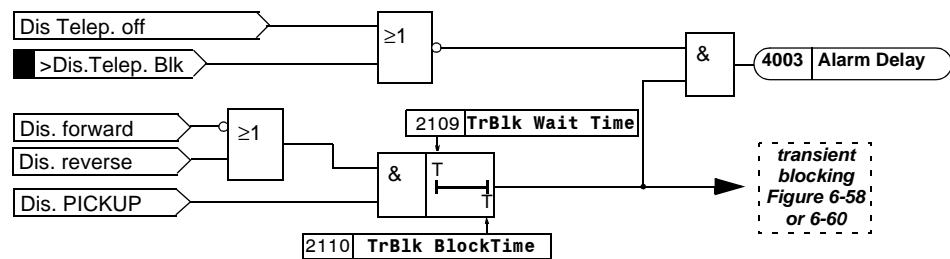 Dis Telep. off
>Dis.Telep. Blk
≥1
&
4003 Alarm Delay
Dis. forward
Dis. reverse
≥1
2109 TrBlk Wait Time
Dis. PICKUP
&
T
T
2110 TrBlk BlockTime
transient
blocking
Figure 6-58
or 6-60